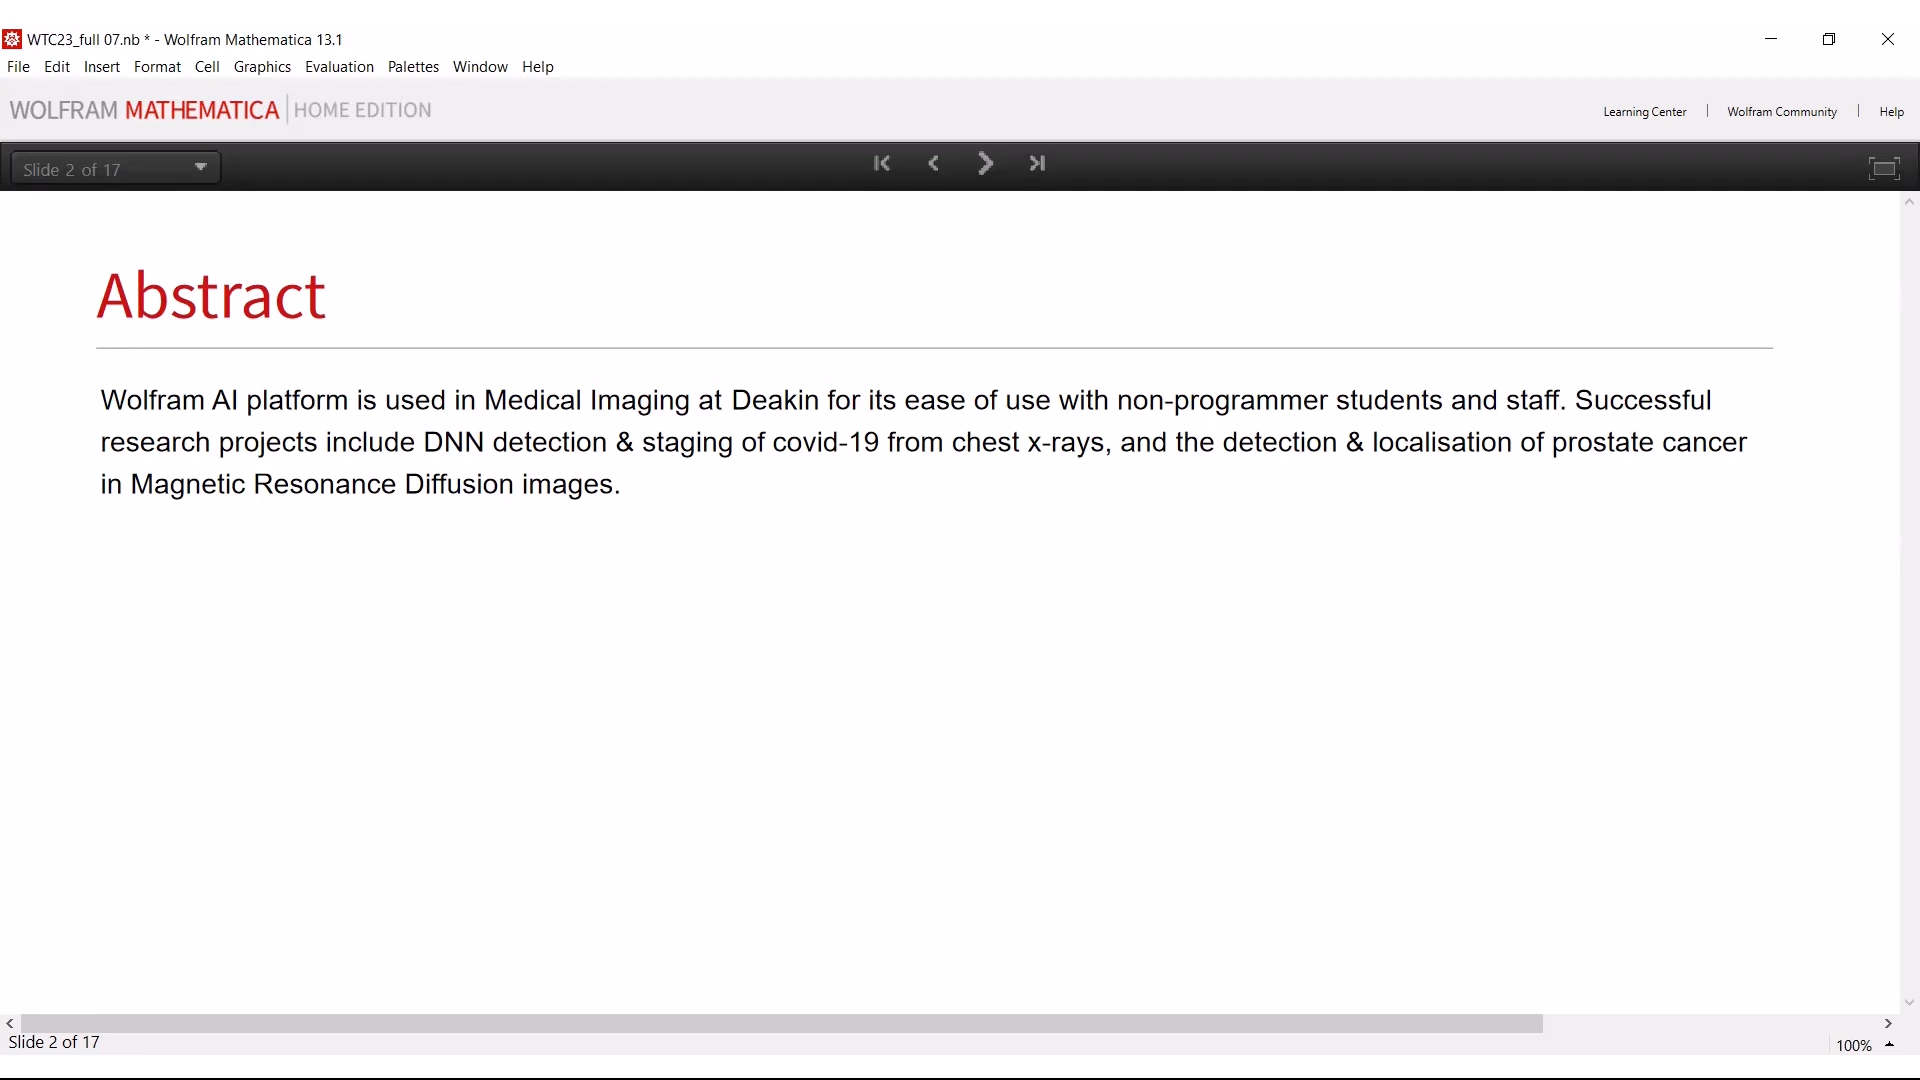 WTC23_full 07.nb * - Wolfram Mathematica 13.1
File Edit Insert Format Cell Graphics Evaluation Palettes Window Help
WOLFRAM MATHEMATICA | HOME EDITION
Learning Center | Wolfram Community | Help
Slide 2 of 17
Abstract
Wolfram AI platform is used in Medical Imaging at Deakin for its ease of use with non-programmer students and staff. Successful
research projects include DNN detection & staging of covid-19 from chest x-rays, and the detection & localisation of prostate cancer
in Magnetic Resonance Diffusion images.
Slide 2 of 17
100%